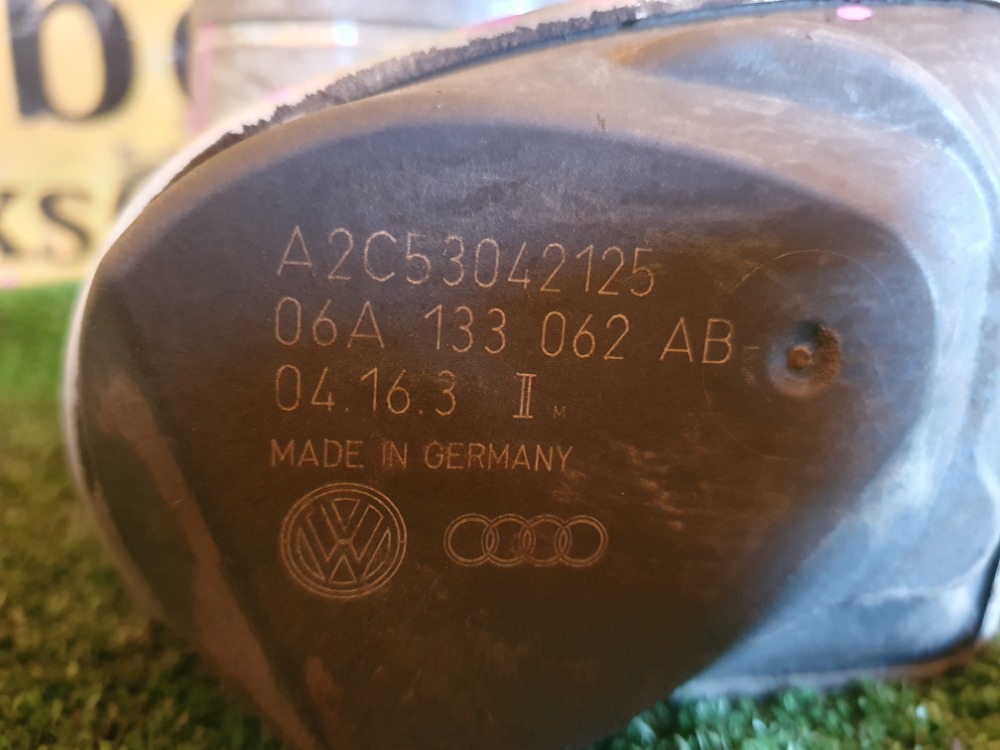 A2C53042125
06A 133 062 AB
04.16.3 II M
MADE IN GERMANY